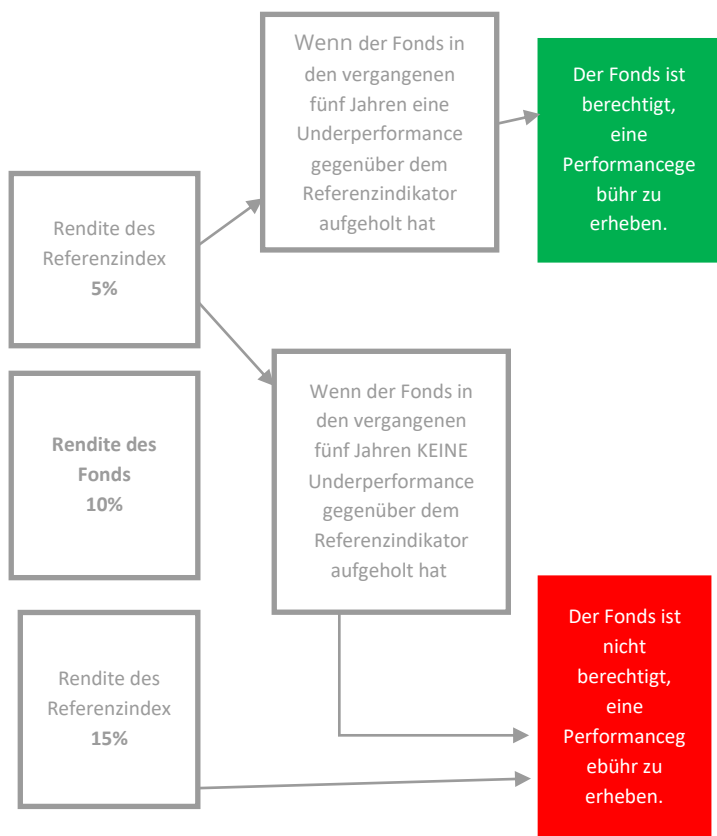 Wenn der Fonds in
den vergangenen
fünf Jahren eine
Underperformance
gegenüber dem
Referenzindikator
aufgeholt hat
Der Fonds ist
berechtigt,
eine
Performancege
bühr zu
erheben.
Rendite des
Referenzindex
5%
Rendite des
Fonds
10%
Wenn der Fonds in
den vergangenen
fünf Jahren KEINE
Underperformance
gegenüber dem
Referenzindikator
aufgeholt hat
Rendite des
Referenzindex
15%
Der Fonds ist
nicht
berechtigt,
eine
Performanceg
ebühr zu
erheben.